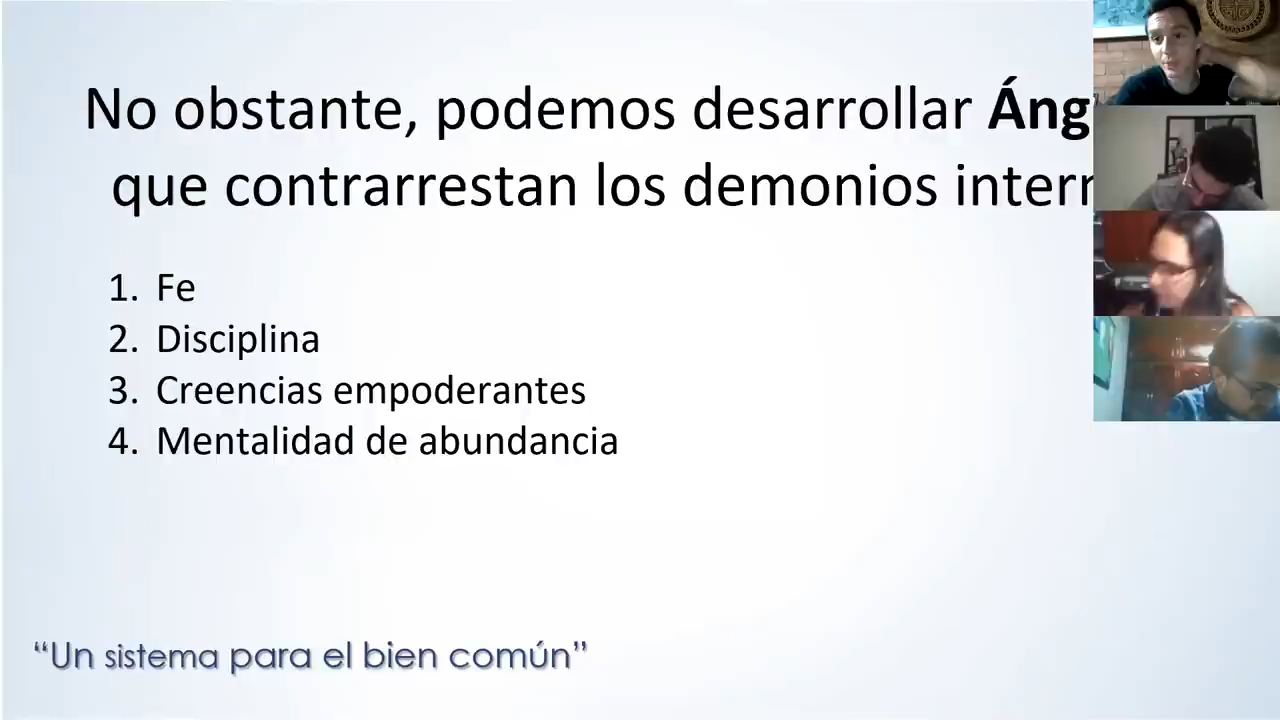 No obstante, podemos desarrollar Áng
que contrarrestan los demonios intern
1. Fe
2. Disciplina
3. Creencias empoderantes
4. Mentalidad de abundancia
“Un sistema para el bien común”